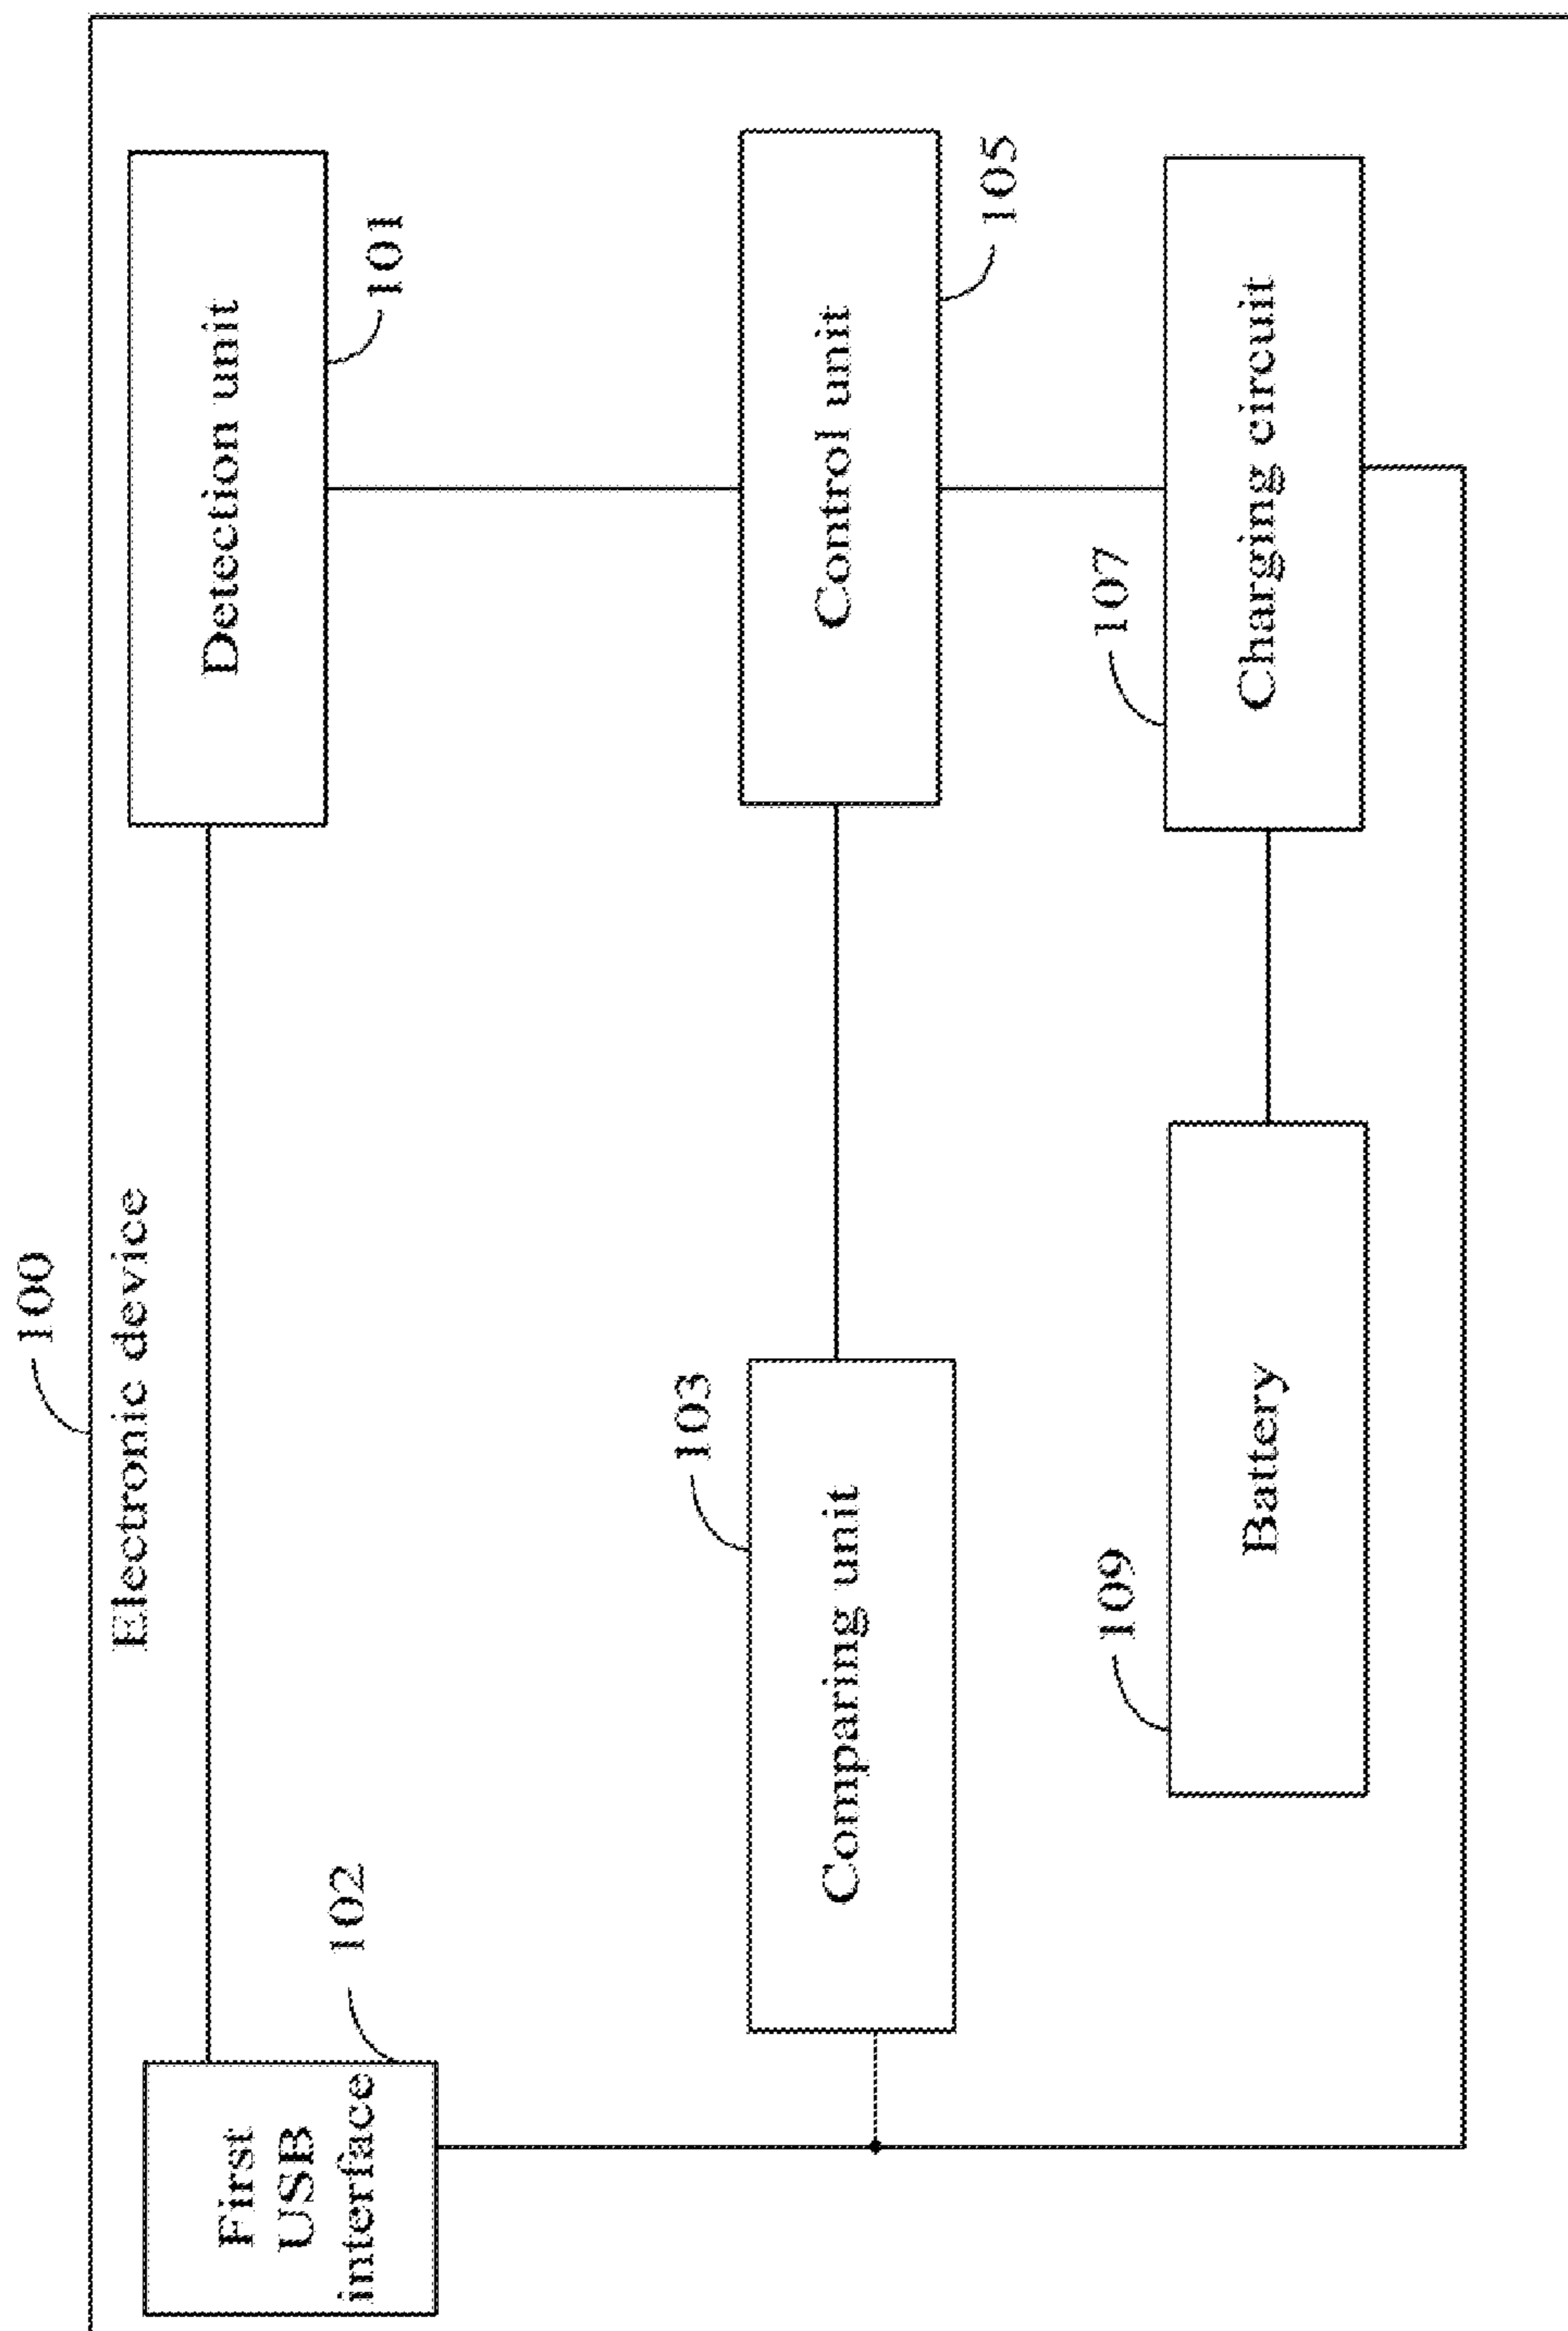 100
Electronic device
First
USB
interface
102
Detection unit
101
Comparing unit
103
Control unit
105
Battery
109
Charging circuit
107